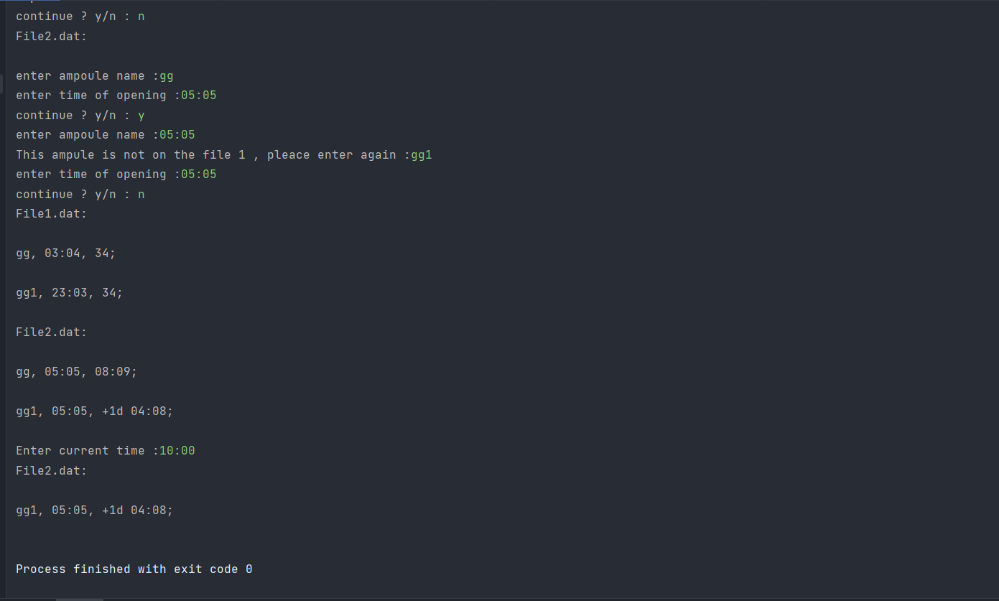 continue ? y/n : n
File2.dat:
enter ampoule name :gg
enter time of opening :05:05
continue ? y/n : y
enter ampoule name :05:05
This ampule is not on the file 1 , pleace enter again :gg1
enter time of opening :05:05
continue ? y/n : n
File1.dat:
gg, 03:04, 34;
gg1, 23:03, 34;
File2.dat:
gg, 05:05, 08:09;
gg1, 05:05, +1d 04:08;
Enter current time :10:00
File2.dat:
gg1, 05:05, +1d 04:08;
Process finished with exit code 0